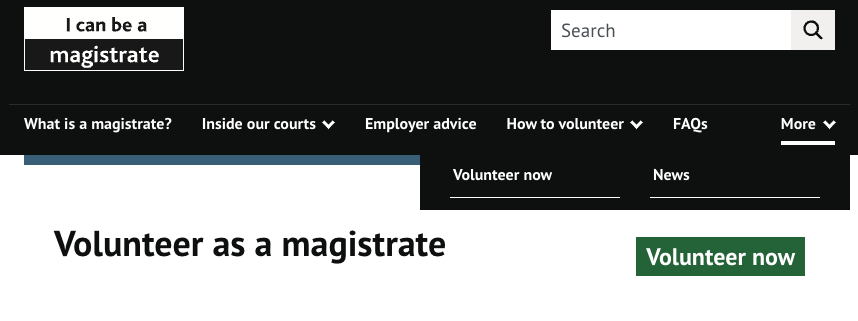 I can be a
magistrate
Search
What is a magistrate? Inside our courts Employer advice How to volunteer FAQs More
Volunteer now News
Volunteer as a magistrate
Volunteer now